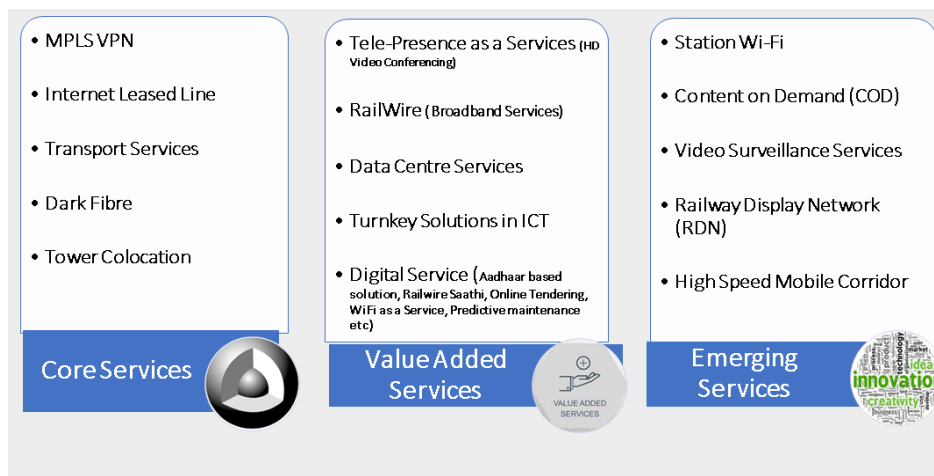 • MPLS VPN
• Internet Leased Line
• Transport Services
• Dark Fibre
• Tower Colocation
Core Services
• Tele-Presence as a Services (HD
Video Conferencing)
• RailWire (Broadband Services)
• Data Centre Services
• Turnkey Solutions in ICT
• Digital Service (Aadhaar based
solution, Railwire Saathi, Online Tendering,
WiFi as a Service, Predictive maintenance
etc)
Value Added
Services
VALUE ADDED
SERVICES
• Station Wi-Fi
• Content on Demand (COD)
• Video Surveillance Services
• Railway Display Network
(RDN)
• High Speed Mobile Corridor
Emerging
Services
product
technology
market
idea
innovation
creativity
business